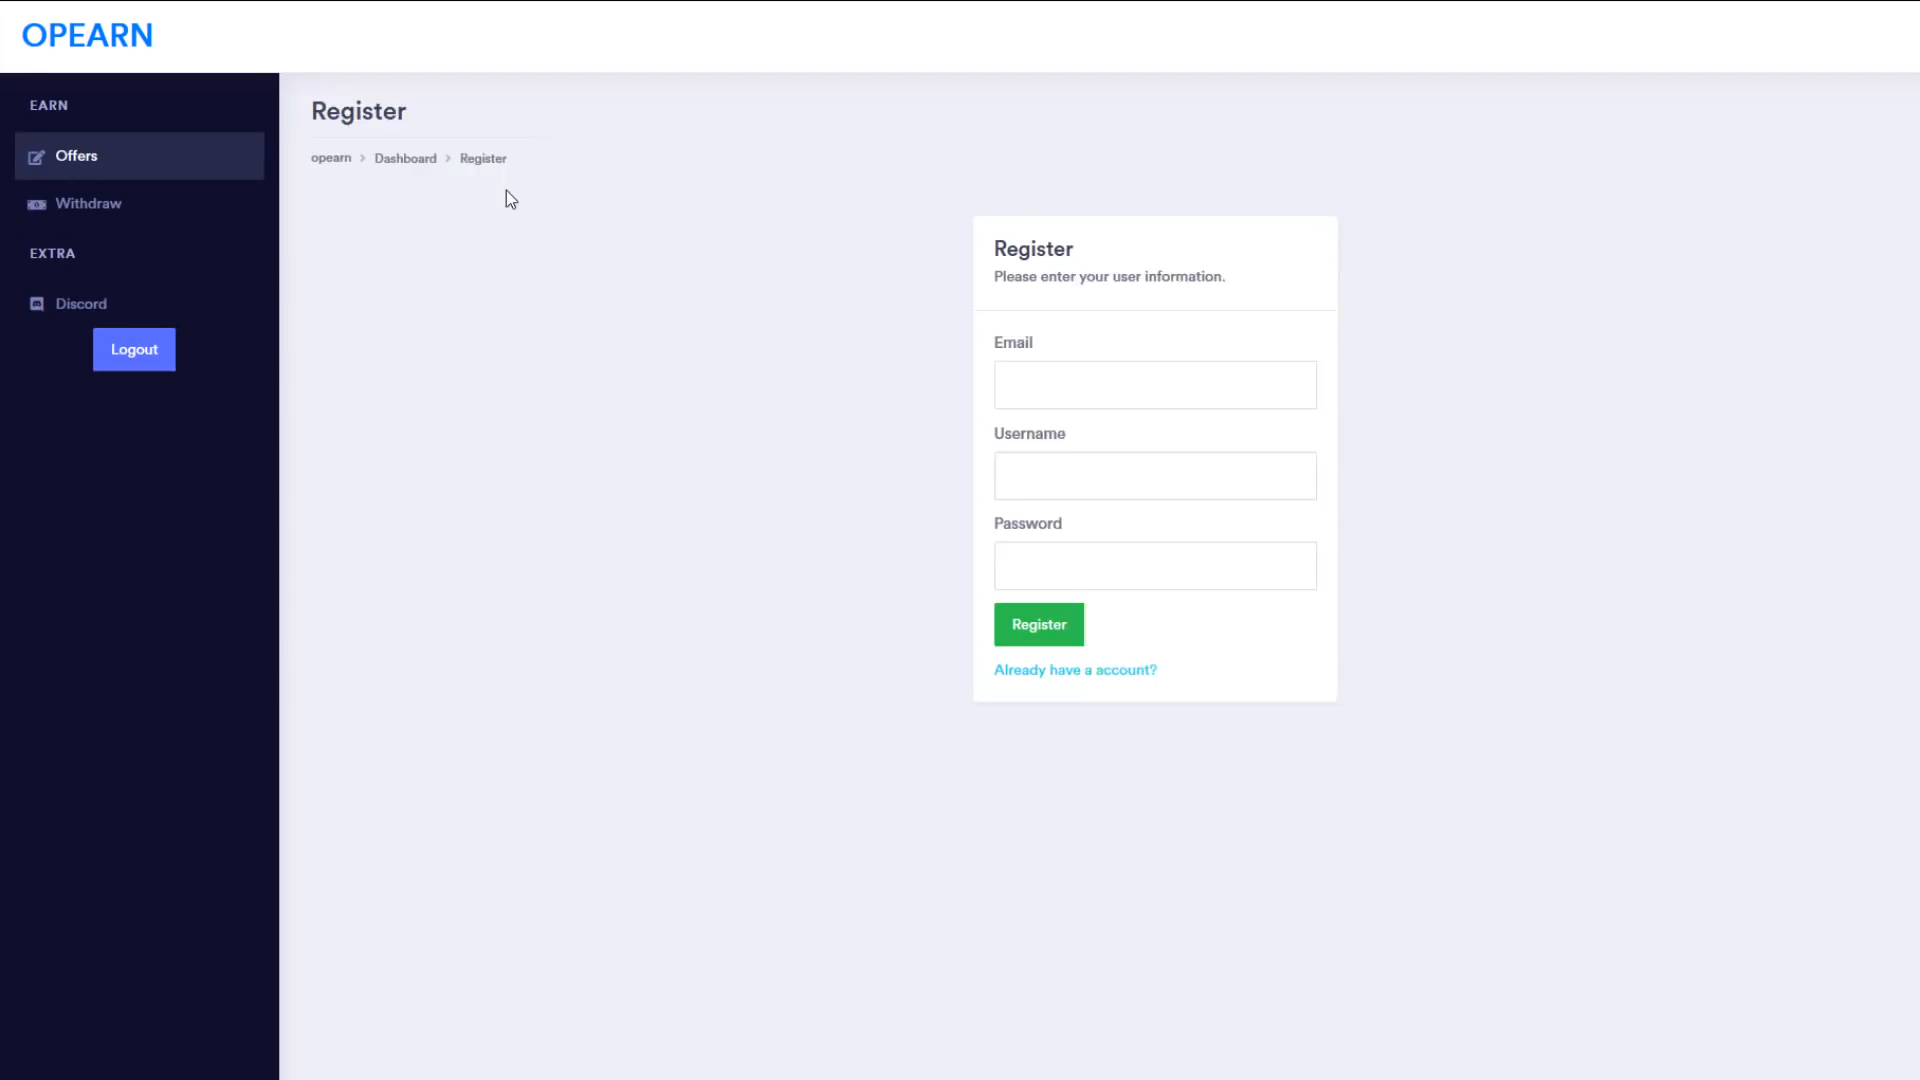 OPEARN
EARN
Offers
Withdraw
EXTRA
Discord
Logout
Register
opearn > Dashboard > Register
Register
Please enter your user information.
Email
Username
Password
Register
Already have a account?